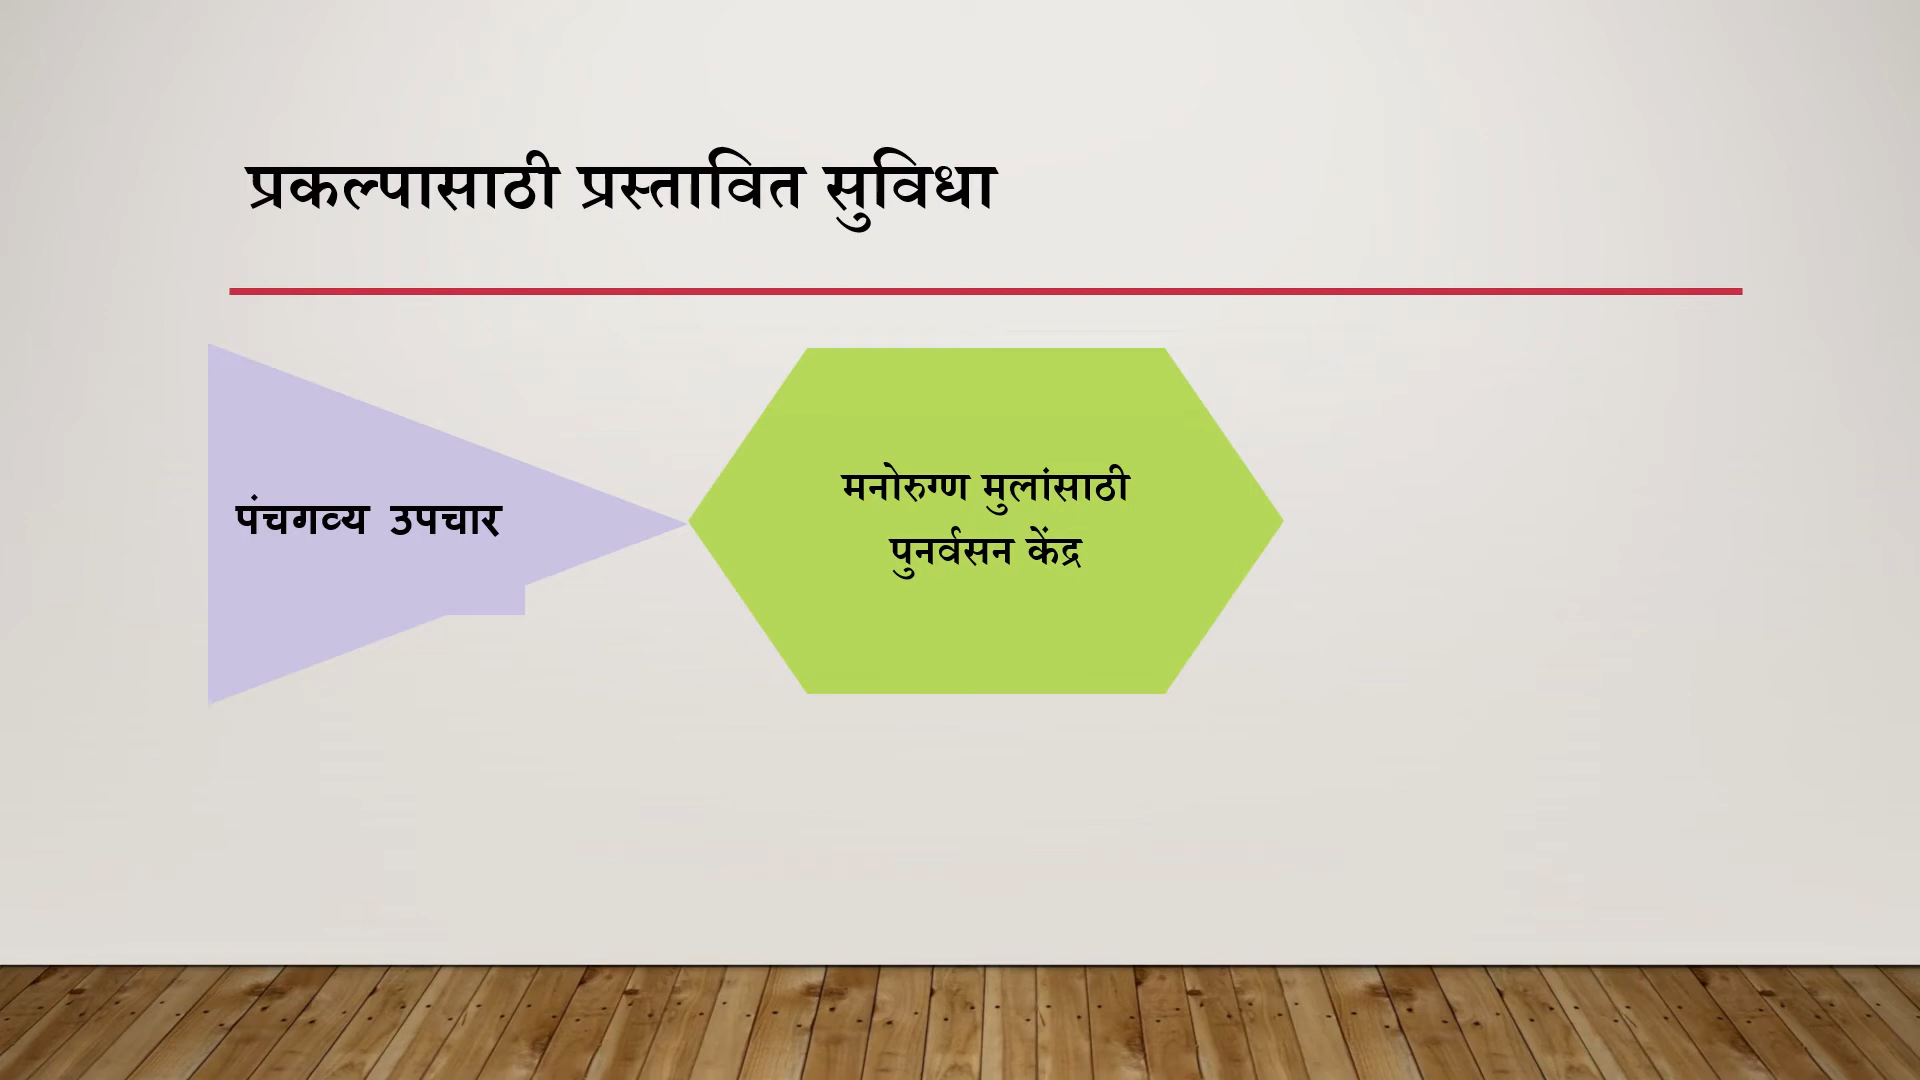 प्रकल्पासाठी प्रस्तावित सुविधा
पंचगव्य उपचार
मनोरुग्ण मुलांसाठी
पुनर्वसन केंद्र